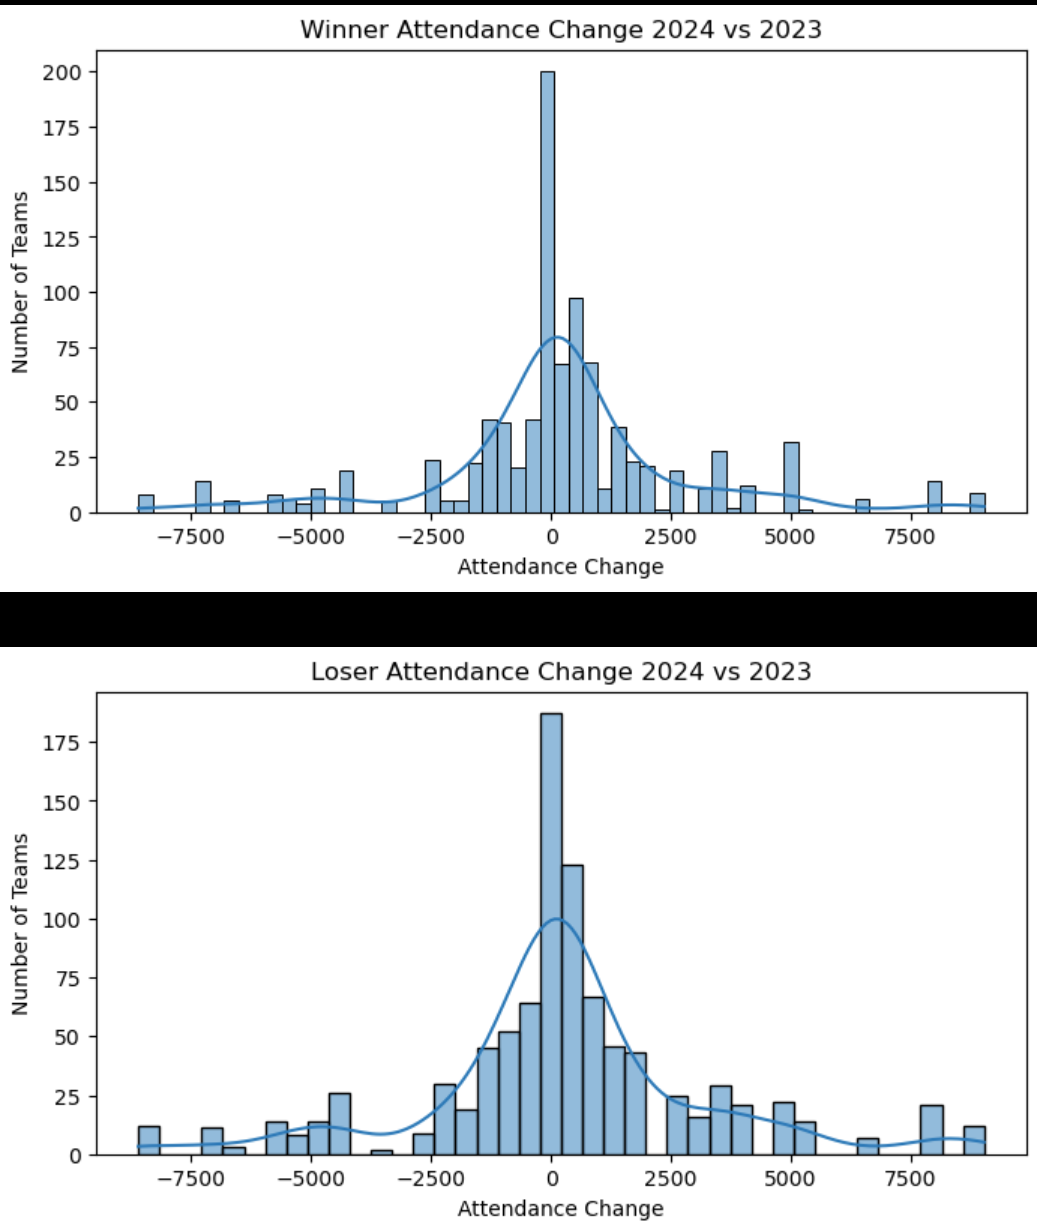 Winner Attendance Change 2024 vs 2023
200
175
150
125
100
75
50
25
0
Number of Teams
−7500 −5000 −2500 0 2500 5000 7500
Attendance Change
Loser Attendance Change 2024 vs 2023
175
150
125
100
75
50
25
0
Number of Teams
−7500 −5000 −2500 0 2500 5000 7500
Attendance Change